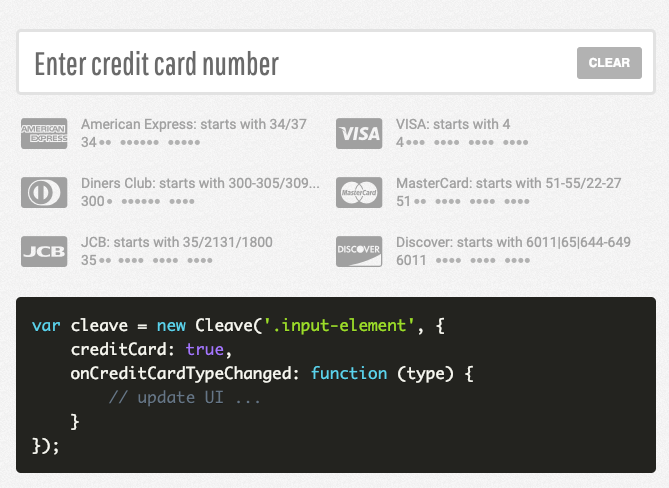 Enter credit card number
CLEAR
AMERICAN EXPRESS
American Express: starts with 34/37
34•• •••••• •••••
VISA
VISA: starts with 4
4••• •••• •••• ••••
Diners Club: starts with 300-305/309...
300• •••••• ••••
MasterCard
MasterCard: starts with 51-55/22-27
51•• •••• •••• ••••
JCB
JCB: starts with 35/2131/1800
35•• •••• •••• ••••
DISCOVER
Discover: starts with 6011|65|644-649
6011 •••• •••• ••••
var cleave = new Cleave('.input-element', {
    creditCard: true,
    onCreditCardTypeChanged: function (type) {
        // update UI ...
    }
});